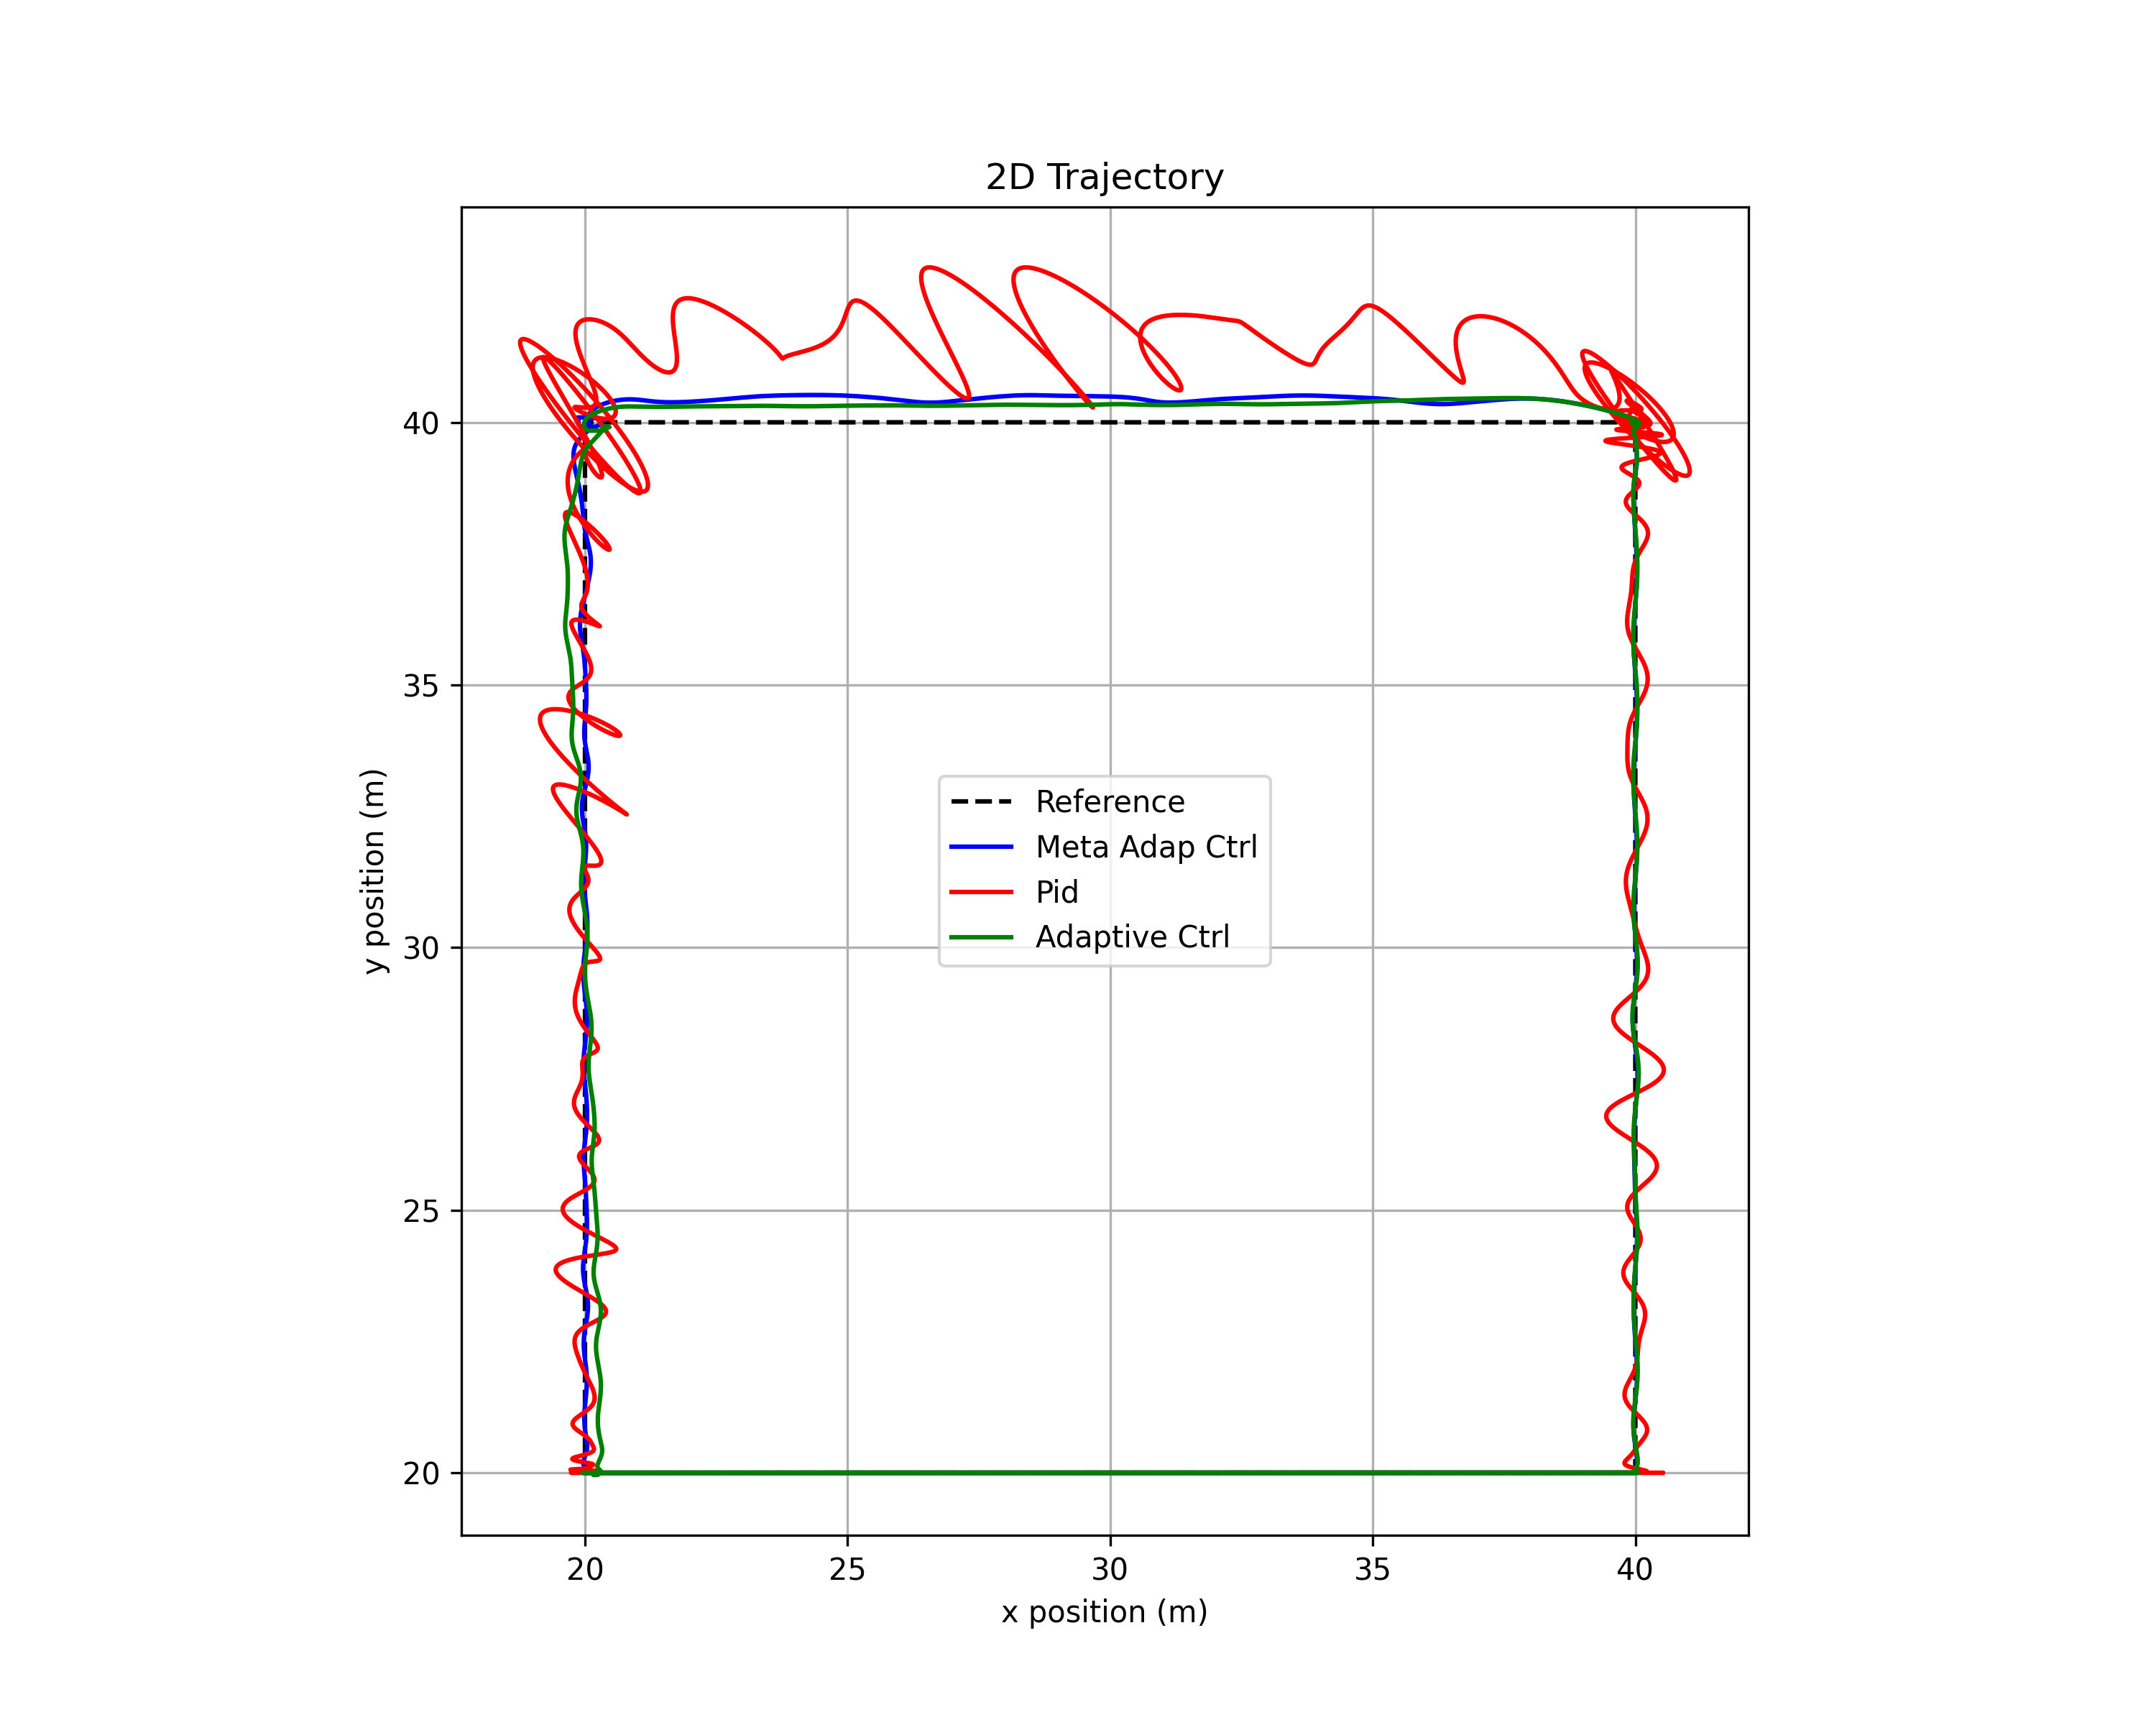 2D Trajectory
y position (m)
40
35
30
25
20
Reference
Meta Adap Ctrl
Pid
Adaptive Ctrl
20 25 30 35 40
x position (m)